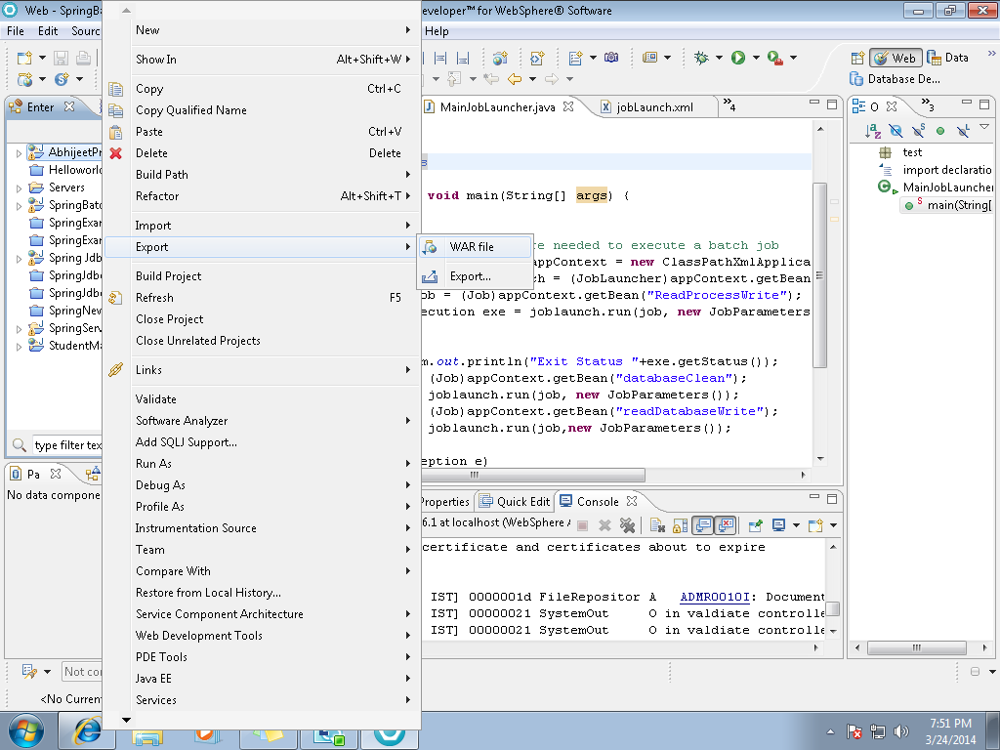 Web - SpringBa
eveloper™ for WebSphere® Software
File Edit Sourc
Help
New
Show In Alt+Shift+W
Copy Ctrl+C
Copy Qualified Name
Paste Ctrl+V
Delete Delete
Build Path
Refactor Alt+Shift+T
Import
Export
Build Project
Refresh F5
Close Project
Close Unrelated Projects
Links
Validate
Software Analyzer
Add SQLJ Support...
Run As
Debug As
Profile As
Instrumentation Source
Team
Compare With
Restore from Local History...
Service Component Architecture
Web Development Tools
PDE Tools
Java EE
Services
WAR file
Export...
Web
Data
Database De...
Enter
AbhijeetPr
Helloworld
Servers
SpringBatc
SpringExar
SpringExar
Spring Jdb
SpringJdbc
SpringJdbc
SpringNew
SpringServ
StudentMa
type filter tex
Pa
No data compone
MainJobLauncher.java
jobLaunch.xml
4
s
void main(String[] args) {
re needed to execute a batch job
appContext = new ClassPathXmlApplica
ch = (JobLauncher)appContext.getBean
ob = (Job)appContext.getBean("ReadProcessWrite");
ecution exe = joblaunch.run(job, new JobParameters
m.out.println("Exit Status "+exe.getStatus());
(Job)appContext.getBean("databaseClean");
joblaunch.run(job, new JobParameters());
(Job)appContext.getBean("readDatabaseWrite");
joblaunch.run(job,new JobParameters());
eption e)
O
3
test
import declaratio
MainJobLauncher
main(String[
Properties
Quick Edit
Console
6.1 at localhost (WebSphere A
certificate and certificates about to expire
IST] 0000001d FileRepositor A ADMR0010I: Document
IST] 00000021 SystemOut O in valdiate controlle
IST] 00000021 SystemOut O in valdiate controlle
Not cor
<No Current
7:51 PM
3/24/2014